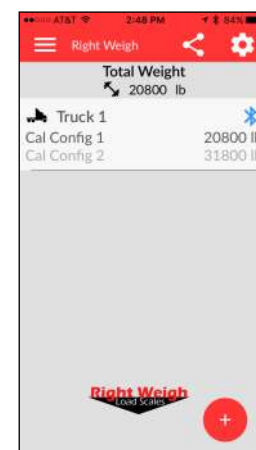 AT&T 2:48 PM 84%
Right Weigh
Total Weight
20800 lb
Truck 1
Cal Config 1 20800 l
Cal Config 2 31800 l
Right Weigh
Load Scales
+